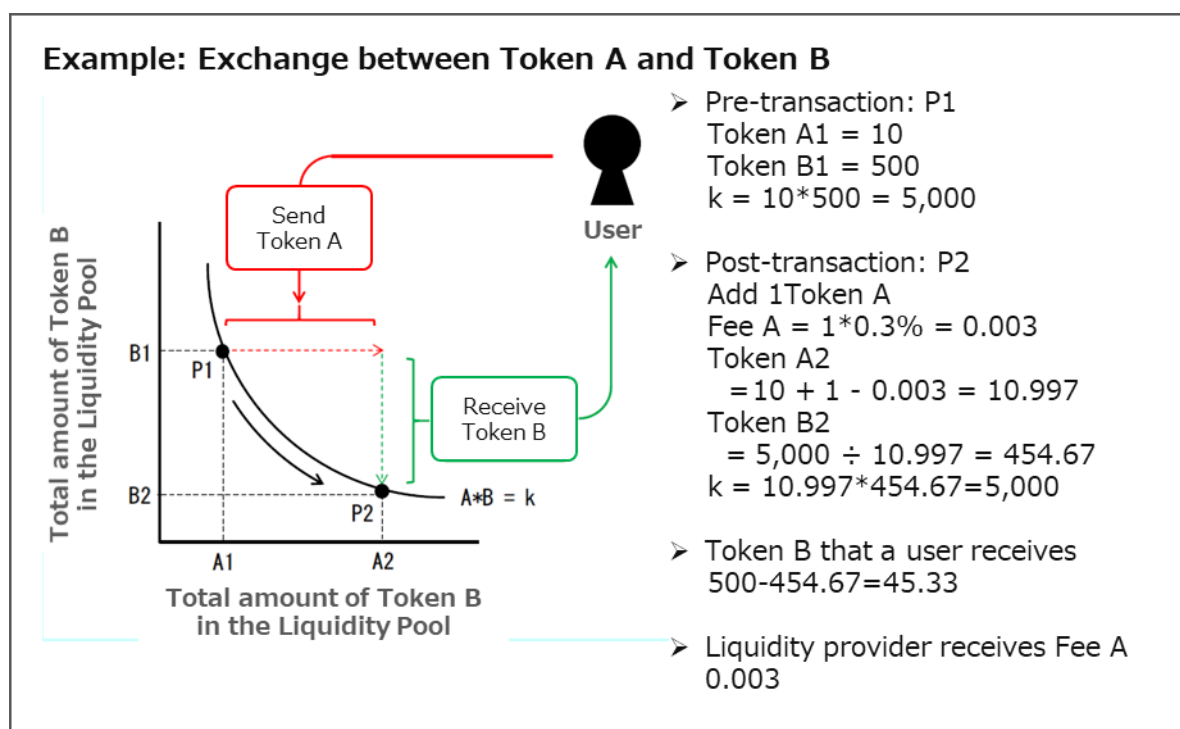 Example: Exchange between Token A and Token B
Send
Token A
User
Total amount of Token B
in the Liquidity Pool
B1
P1
Receive
Token B
B2
P2
A*B = k
A1
A2
Total amount of Token B
in the Liquidity Pool
➢ Pre-transaction: P1
Token A1 = 10
Token B1 = 500
k = 10*500 = 5,000
➢ Post-transaction: P2
Add 1Token A
Fee A = 1*0.3% = 0.003
Token A2
=10 + 1 - 0.003 = 10.997
Token B2
= 5,000 ÷ 10.997 = 454.67
k = 10.997*454.67=5,000
➢ Token B that a user receives
500-454.67=45.33
➢ Liquidity provider receives Fee A
0.003